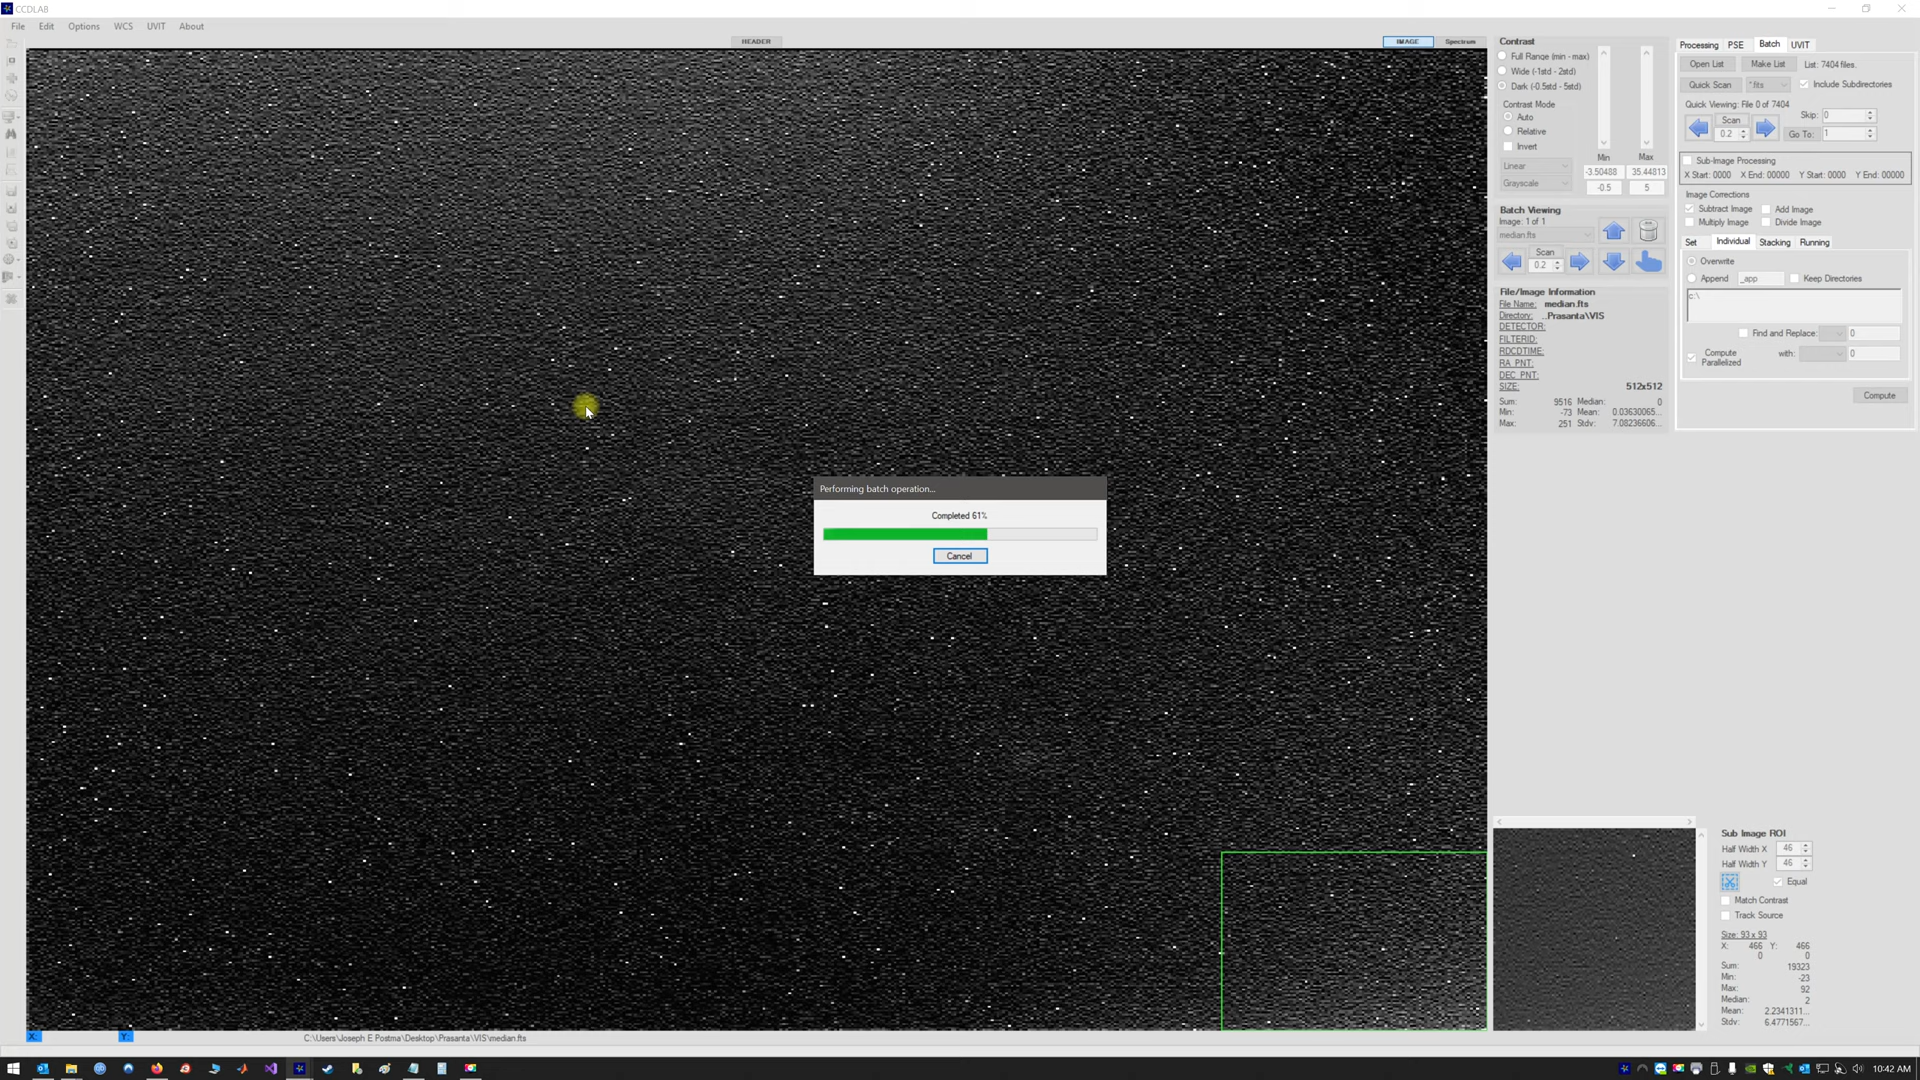 CCDLAB
File Edit Options WCS UVIT About
HEADER
IMAGE Spectrum
Contrast
Full Range (min - max)
Wide (-1std - 2std)
Dark (-0.5std - 5std)
Contrast Mode
Auto
Relative
Invert
Linear
Grayscale
Min Max
-3.50488 35.44813
-0.5 5
Batch Viewing
Image: 1 of 1
median.fts
Scan
0.2
File/Image Information
File Name: median.fts
Directory: ..Prasanta\VIS
DETECTOR:
FILTERID:
RDCDTIME:
RA_PNT:
DEC_PNT:
SIZE: 512x512
Sum: 9516 Median: 0
Min: -73 Mean: 0.03630065...
Max: 251 Stdv: 7.08236606...
Processing PSE Batch UVIT
Open List Make List List: 7404 files.
Quick Scan *.fits Include Subdirectories
Quick Viewing: File 0 of 7404
Scan
0.2
Skip: 0
Go To: 1
Sub-Image Processing
X Start: 0000 X End: 00000 Y Start: 0000 Y End: 00000
Image Corrections
Subtract Image Add Image
Multiply Image Divide Image
Set Individual Stacking Running
Overwrite
Append _app Keep Directories
c:\
Find and Replace: 0
Compute Parallelized with: 0
Compute
Performing batch operation...
Completed 61%
Cancel
Sub Image ROI
Half Width X 46
Half Width Y 46
Equal
Match Contrast
Track Source
Size: 93 x 93
X: 466 Y: 466
0 0
Sum: 19323
Min: -23
Max: 92
Median: 2
Mean: 2.2341311...
Stdv: 6.4771567...
X: Y: C:\Users\Joseph E Postma\Desktop\Prasanta\VIS\median.fts
10:42 AM